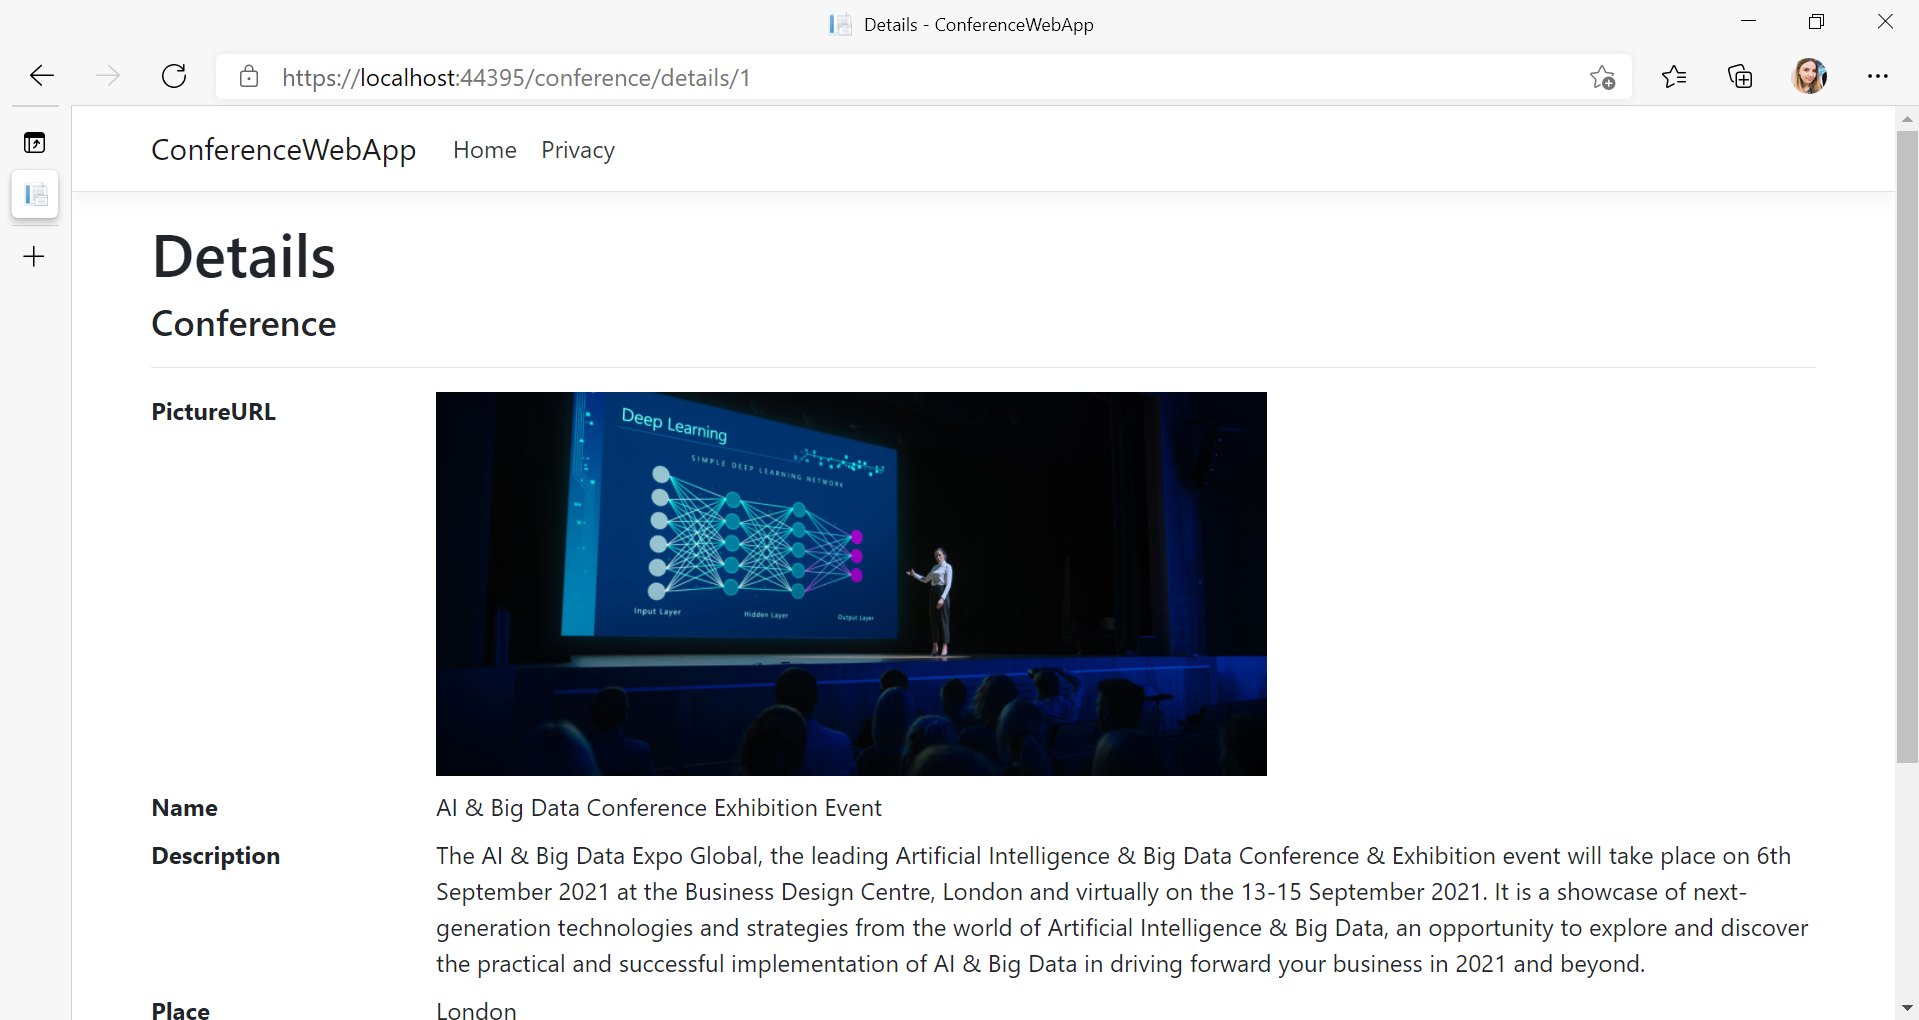 Details - ConferenceWebApp
https://localhost:44395/conference/details/1
ConferenceWebApp Home Privacy
Details
Conference
PictureURL
Deep Learning
SIMPLE DEEP LEARNING NETWORK
Input Layer
Hidden Layer
Output Layer
Name AI & Big Data Conference Exhibition Event
Description The AI & Big Data Expo Global, the leading Artificial Intelligence & Big Data Conference & Exhibition event will take place on 6th
September 2021 at the Business Design Centre, London and virtually on the 13-15 September 2021. It is a showcase of next-
generation technologies and strategies from the world of Artificial Intelligence & Big Data, an opportunity to explore and discover
the practical and successful implementation of AI & Big Data in driving forward your business in 2021 and beyond.
Place London